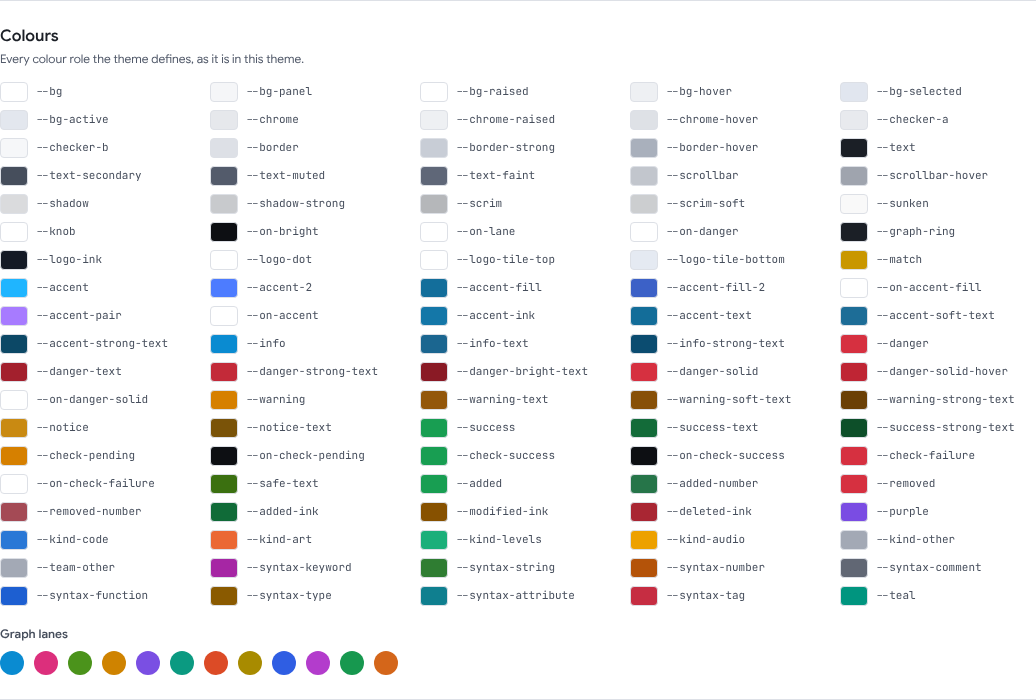 Colours
Every colour role the theme defines, as it is in this theme.
--bg --bg-panel --bg-raised --bg-hover --bg-selected
--bg-active --chrome --chrome-raised --chrome-hover --checker-a
--checker-b --border --border-strong --border-hover --text
--text-secondary --text-muted --text-faint --scrollbar --scrollbar-hover
--shadow --shadow-strong --scrim --scrim-soft --sunken
--knob --on-bright --on-lane --on-danger --graph-ring
--logo-ink --logo-dot --logo-tile-top --logo-tile-bottom --match
--accent --accent-2 --accent-fill --accent-fill-2 --on-accent-fill
--accent-pair --on-accent --accent-ink --accent-text --accent-soft-text
--accent-strong-text --info --info-text --info-strong-text --danger
--danger-text --danger-strong-text --danger-bright-text --danger-solid --danger-solid-hover
--on-danger-solid --warning --warning-text --warning-soft-text --warning-strong-text
--notice --notice-text --success --success-text --success-strong-text
--check-pending --on-check-pending --check-success --on-check-success --check-failure
--on-check-failure --safe-text --added --added-number --removed
--removed-number --added-ink --modified-ink --deleted-ink --purple
--kind-code --kind-art --kind-levels --kind-audio --kind-other
--team-other --syntax-keyword --syntax-string --syntax-number --syntax-comment
--syntax-function --syntax-type --syntax-attribute --syntax-tag --teal
Graph lanes